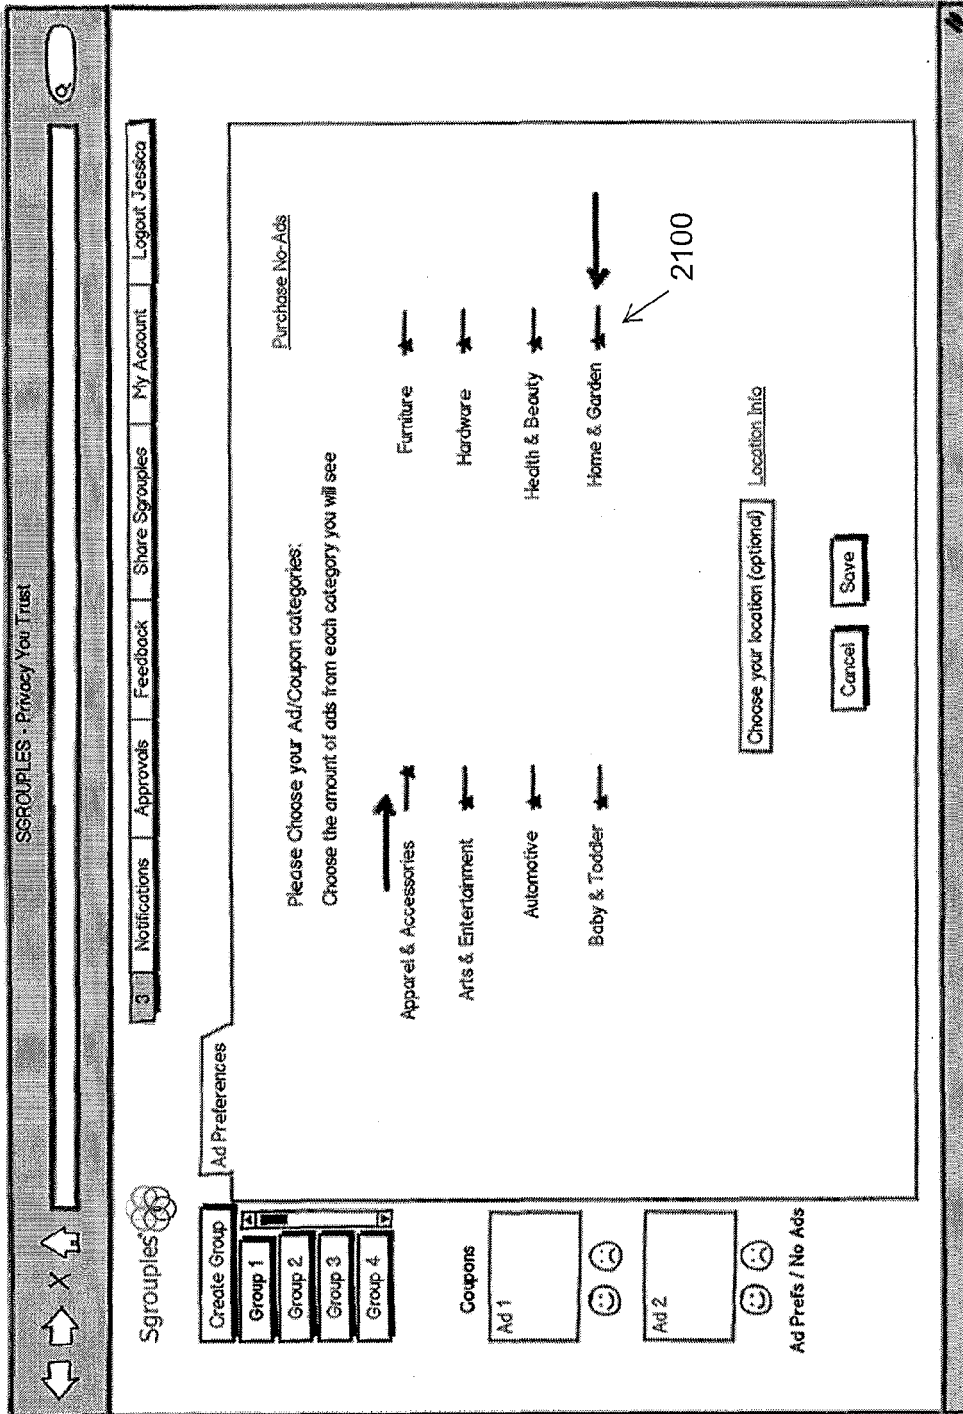 SGROUPLES - Privacy You Trust
X
Sgrouples
3 Notifications Approvals Feedback Share Sgrouples My Account Logout Jessica
Create Group
Group 1
Group 2
Group 3
Group 4
Coupons
Ad 1
Ad 2
Ad Prefs / No Ads
Ad Preferences
Purchase No-Ads
Please Choose your Ad/Coupon categories:
Choose the amount of ads from each category you will see
Apparel & Accessories
Arts & Entertainment
Automotive
Baby & Toddler
Furniture
Hardware
Health & Beauty
Home & Garden
2100
Choose your location (optional) Location Info
Cancel Save